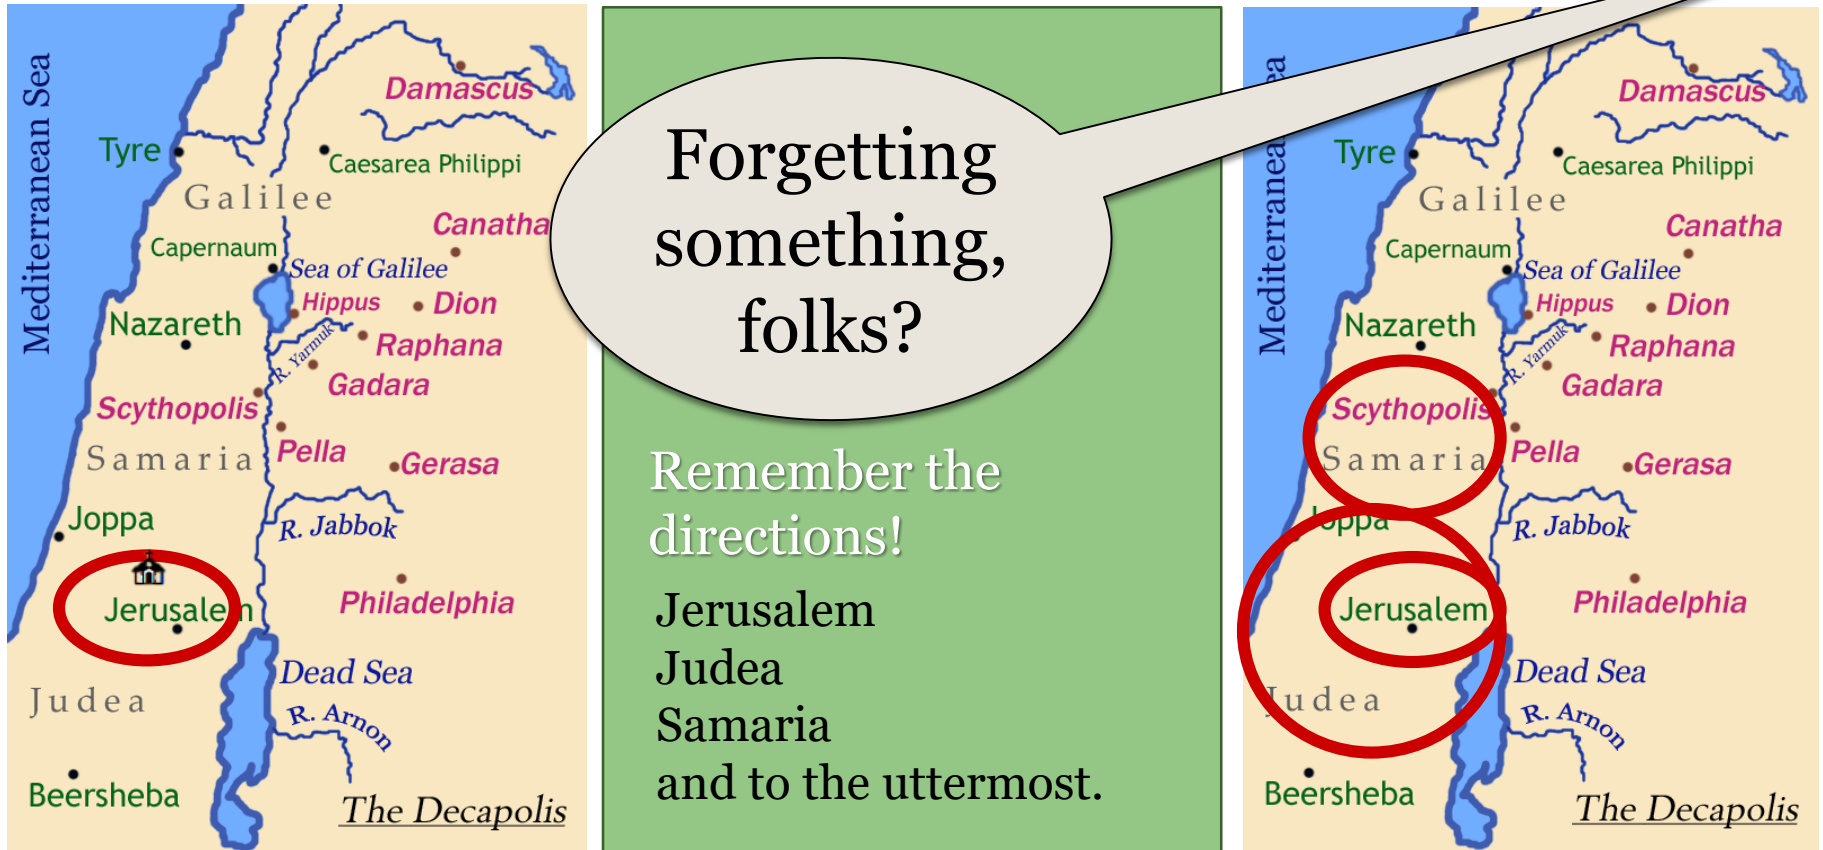 Mediterranean Sea
Damascus
Tyre
Caesarea Philippi
Galilee
Canatha
Capernaum
Sea of Galilee
Hippus
Dion
Nazareth
R. Yarmuk
Raphana
Gadara
Scythopolis
Samaria
Pella
Gerasa
Joppa
R. Jabbok
Jerusalem
Philadelphia
Judea
Dead Sea
R. Arnon
Beersheba
The Decapolis
Forgetting
something,
folks?
Remember the
directions!
Jerusalem
Judea
Samaria
and to the uttermost.
Mediterranean Sea
Damascus
Tyre
Caesarea Philippi
Galilee
Canatha
Capernaum
Sea of Galilee
Hippus
Dion
Nazareth
R. Yarmuk
Raphana
Gadara
Scythopolis
Samaria
Pella
Gerasa
Joppa
R. Jabbok
Jerusalem
Philadelphia
Judea
Dead Sea
R. Arnon
Beersheba
The Decapolis